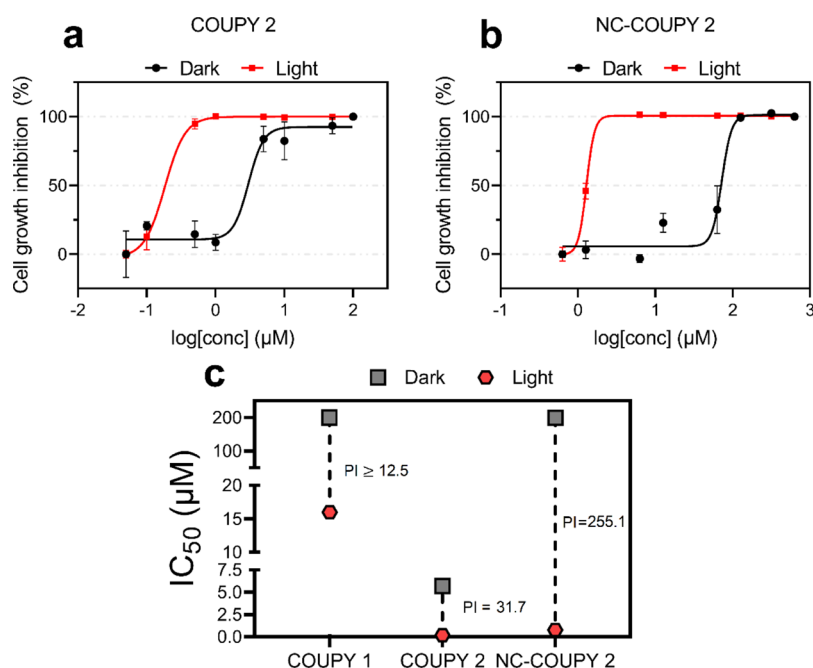 a
COUPY 2
Dark
Light
Cell growth inhibition (%)
100
50
0
-2
-1
0
1
2
log[conc] (µM)
b
NC-COUPY 2
Dark
Light
Cell growth inhibition (%)
100
50
0
-1
0
1
2
3
log[conc] (µM)
c
Dark
Light
IC50 (µM)
200
100
20
15
10
7.5
5.0
2.5
0.0
PI ≥ 12.5
PI = 31.7
PI=255.1
COUPY 1
COUPY 2
NC-COUPY 2